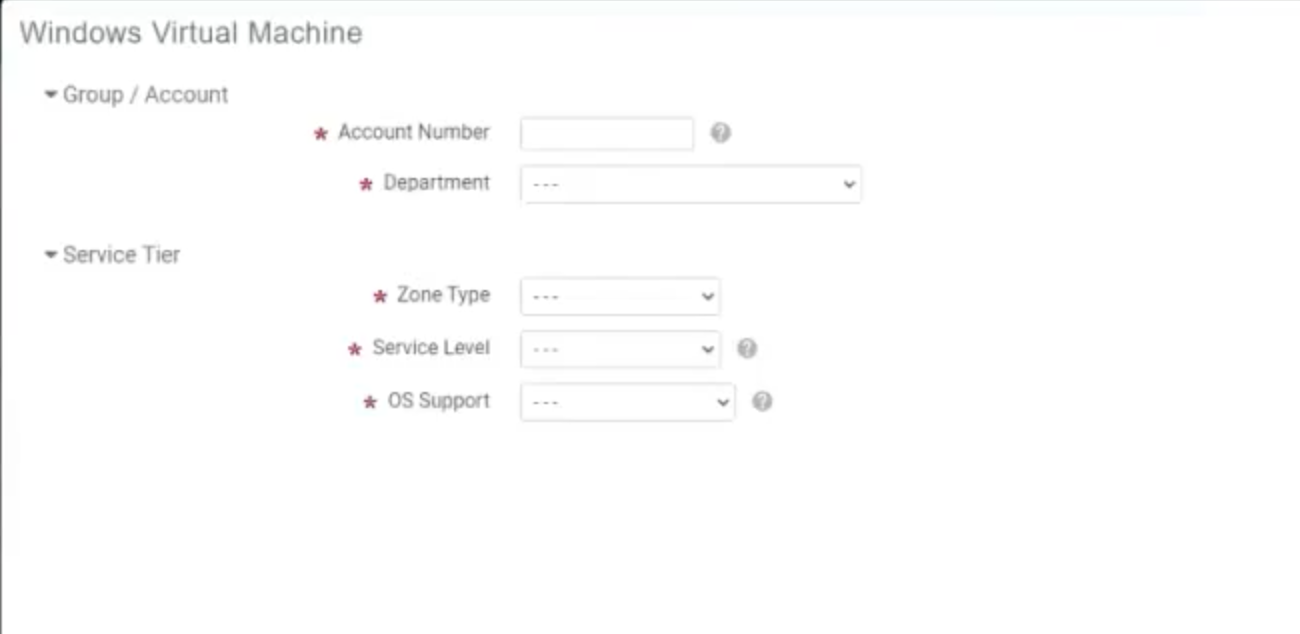 Windows Virtual Machine
Group / Account
* Account Number ?
* Department ---
Service Tier
* Zone Type ---
* Service Level --- ?
* OS Support --- ?